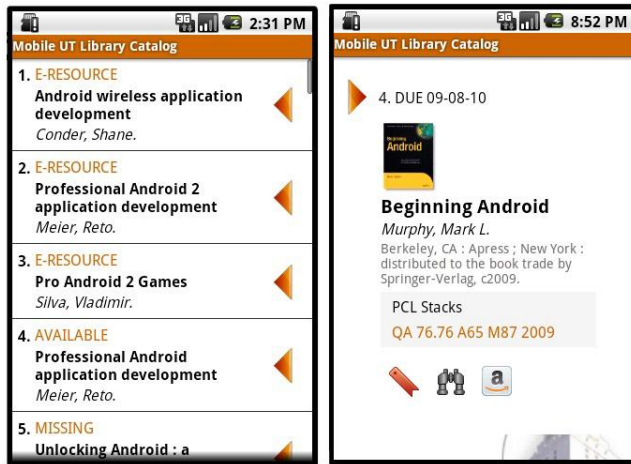 3G 2:31 PM
Mobile UT Library Catalog
1. E-RESOURCE
Android wireless application
development
Conder, Shane.
2. E-RESOURCE
Professional Android 2
application development
Meier, Reto.
3. E-RESOURCE
Pro Android 2 Games
Silva, Vladimir.
4. AVAILABLE
Professional Android
application development
Meier, Reto.
5. MISSING
Unlocking Android : a
3G 8:52 PM
Mobile UT Library Catalog
4. DUE 09-08-10
Beginning
Android
Beginning Android
Murphy, Mark L.
Berkeley, CA : Apress ; New York :
distributed to the book trade by
Springer-Verlag, c2009.
PCL Stacks
QA 76.76 A65 M87 2009
a